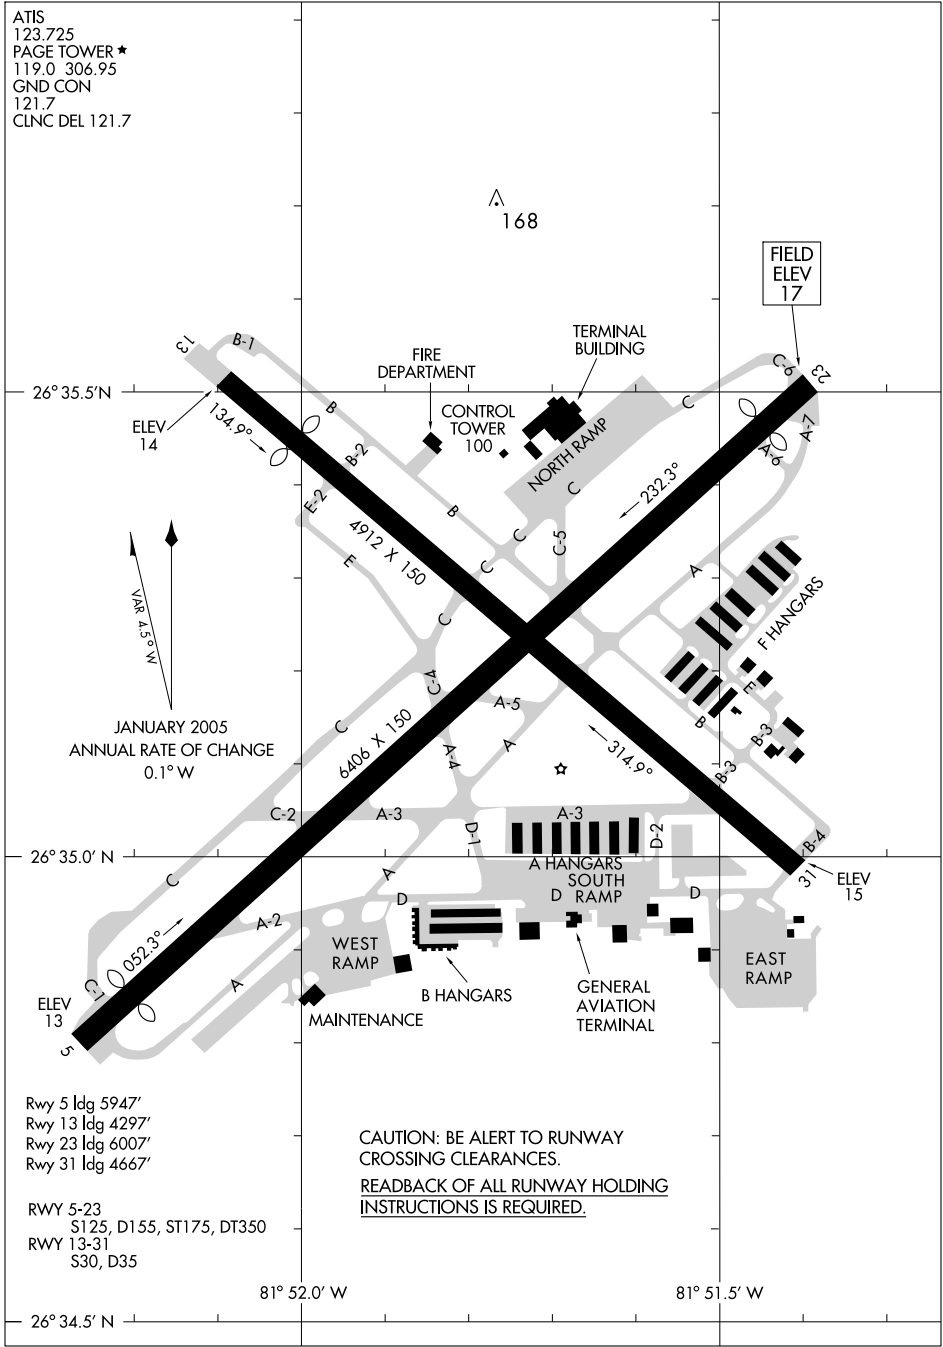 ATIS
123.725
PAGE TOWER ★
119.0 306.95
GND CON
121.7
CLNC DEL 121.7
168
FIELD
ELEV
17
TERMINAL
BUILDING
FIRE
DEPARTMENT
CONTROL
TOWER
100
NORTH RAMP
13
B-1
B
B-2
B
C
C-6
23
A-7
A-6
26° 35.5' N
ELEV
14
134.9°
E-2
E
4912 X 150
C
C
C
C-5
232.3°
A
F HANGARS
VAR 4.5° W
C
C-4
JANUARY 2005
ANNUAL RATE OF CHANGE
0.1° W
C
6406 X 150
A-5
A
A-4
314.9°
E
B
B-3
B-3
C-2
A-3
A-3
D-1
D-2
B-4
31
ELEV
15
26° 35.0' N
C
A
A HANGARS
SOUTH
RAMP
D
D
D
052.3°
A-2
A
WEST
RAMP
EAST
RAMP
C-1
ELEV
13
5
MAINTENANCE
B HANGARS
GENERAL
AVIATION
TERMINAL
Rwy 5 ldg 5947'
Rwy 13 ldg 4297'
Rwy 23 ldg 6007'
Rwy 31 ldg 4667'
RWY 5-23
S125, D155, ST175, DT350
RWY 13-31
S30, D35
CAUTION: BE ALERT TO RUNWAY
CROSSING CLEARANCES.
READBACK OF ALL RUNWAY HOLDING
INSTRUCTIONS IS REQUIRED.
81° 52.0' W
81° 51.5' W
26° 34.5' N